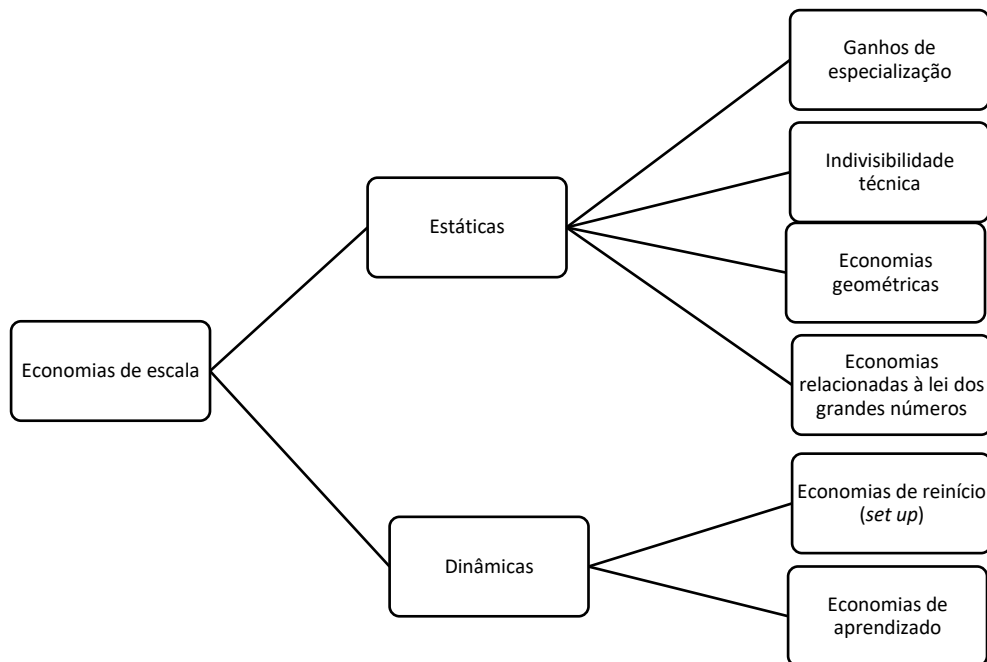 Ganhos de
especialização
Indivisibilidade
técnica
Estáticas
Economias
geométricas
Economias de escala
Economias
relacionadas à lei dos
grandes números
Economias de reinício
(set up)
Dinâmicas
Economias de
aprendizado